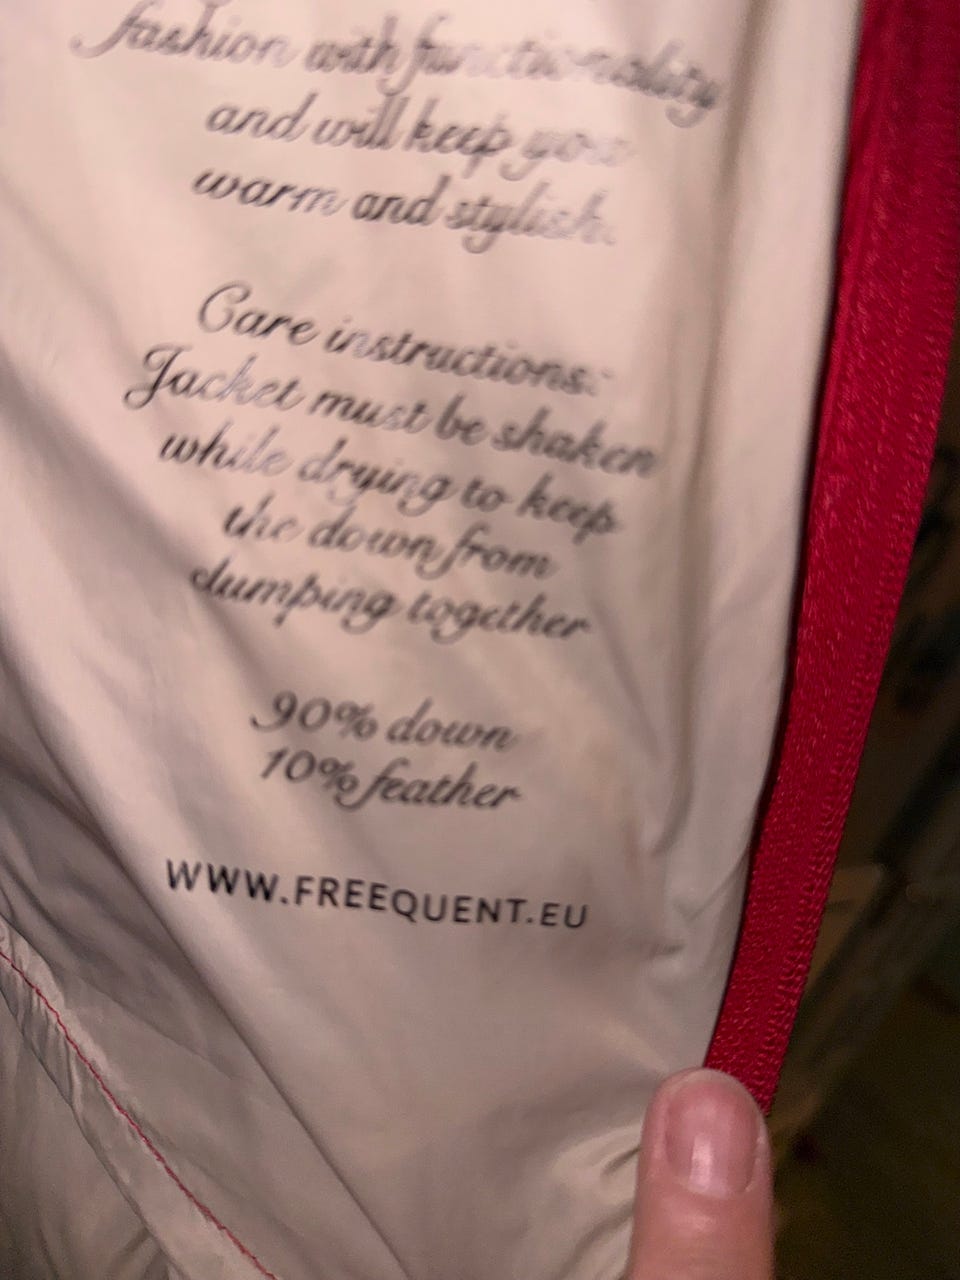 fashion with functionality
and will keep you
warm and stylish.
Care instructions:
Jacket must be shaken
while drying to keep
the down from
clumping together
90% down
10% feather
WWW.FREEQUENT.EU